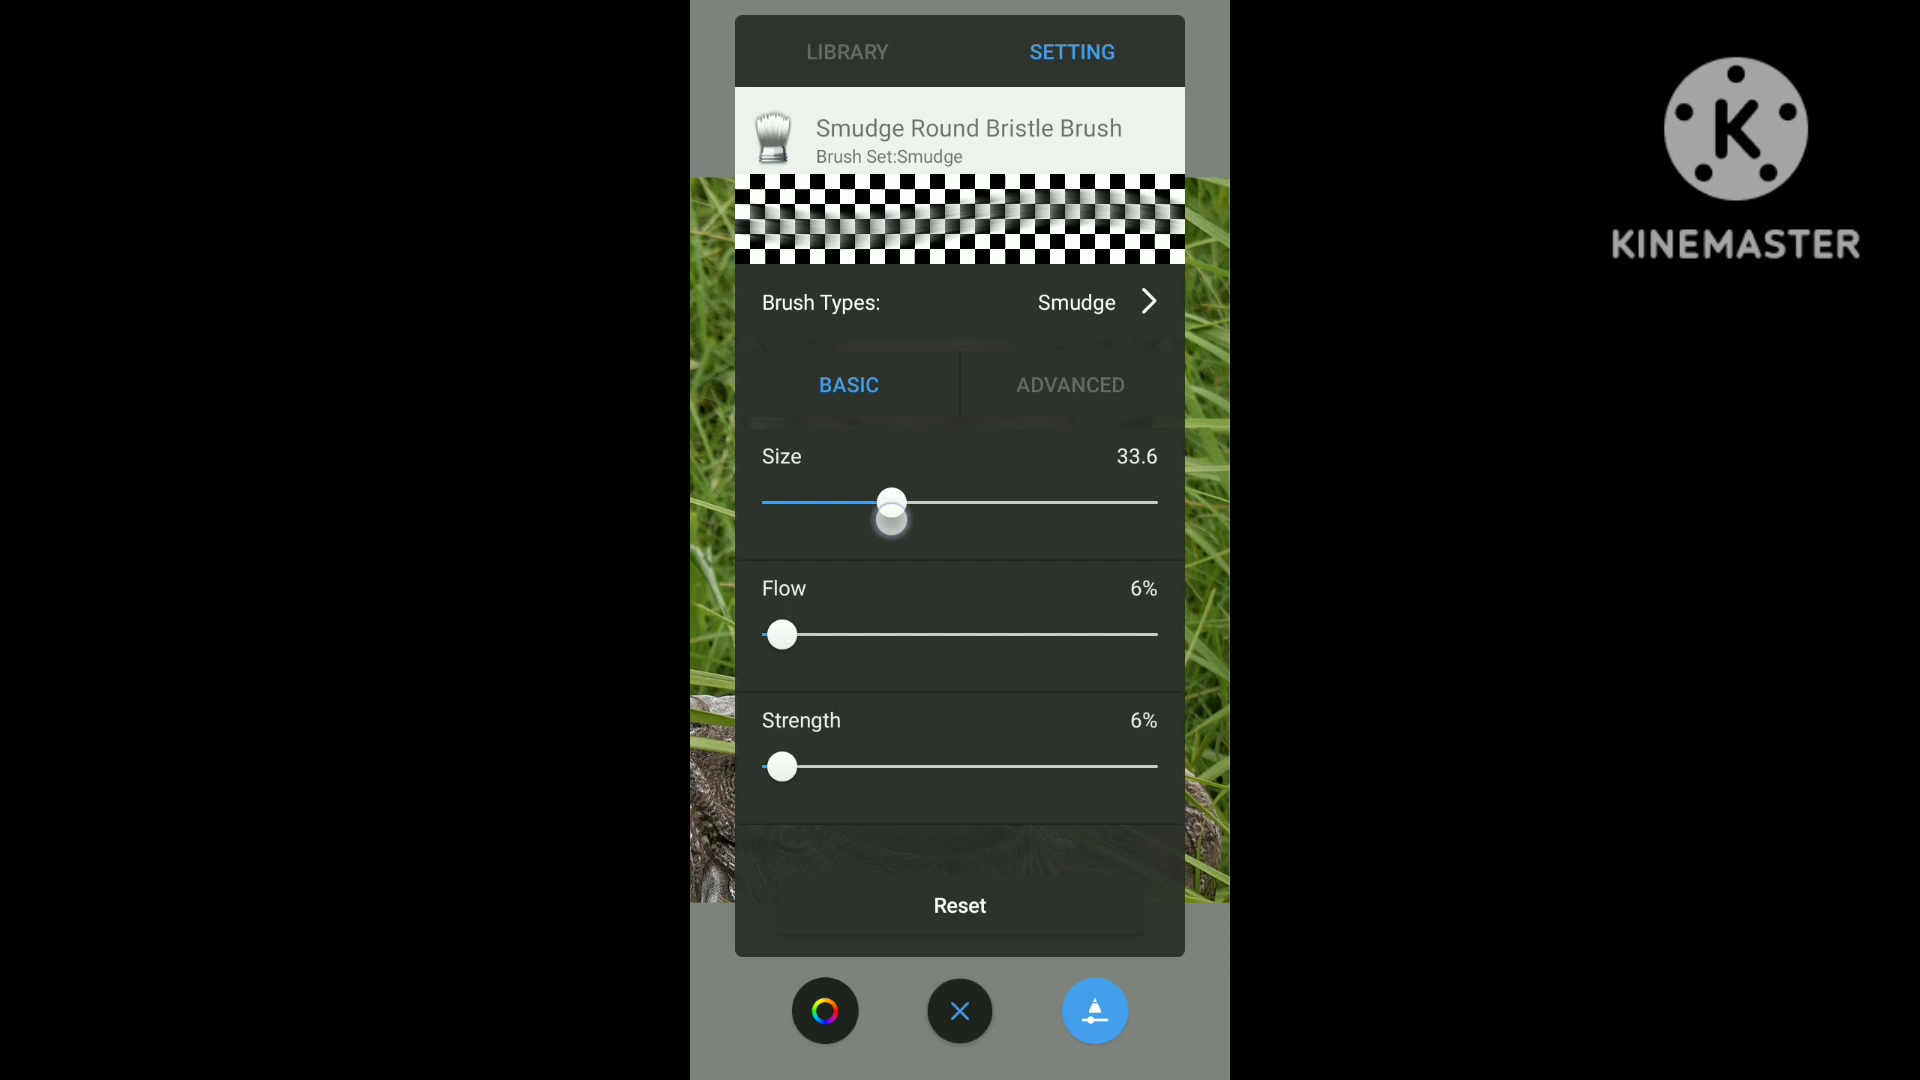 LIBRARY SETTING
Smudge Round Bristle Brush
Brush Set:Smudge
Brush Types: Smudge
BASIC ADVANCED
Size 33.6
Flow 6%
Strength 6%
Reset
K
KINEMASTER